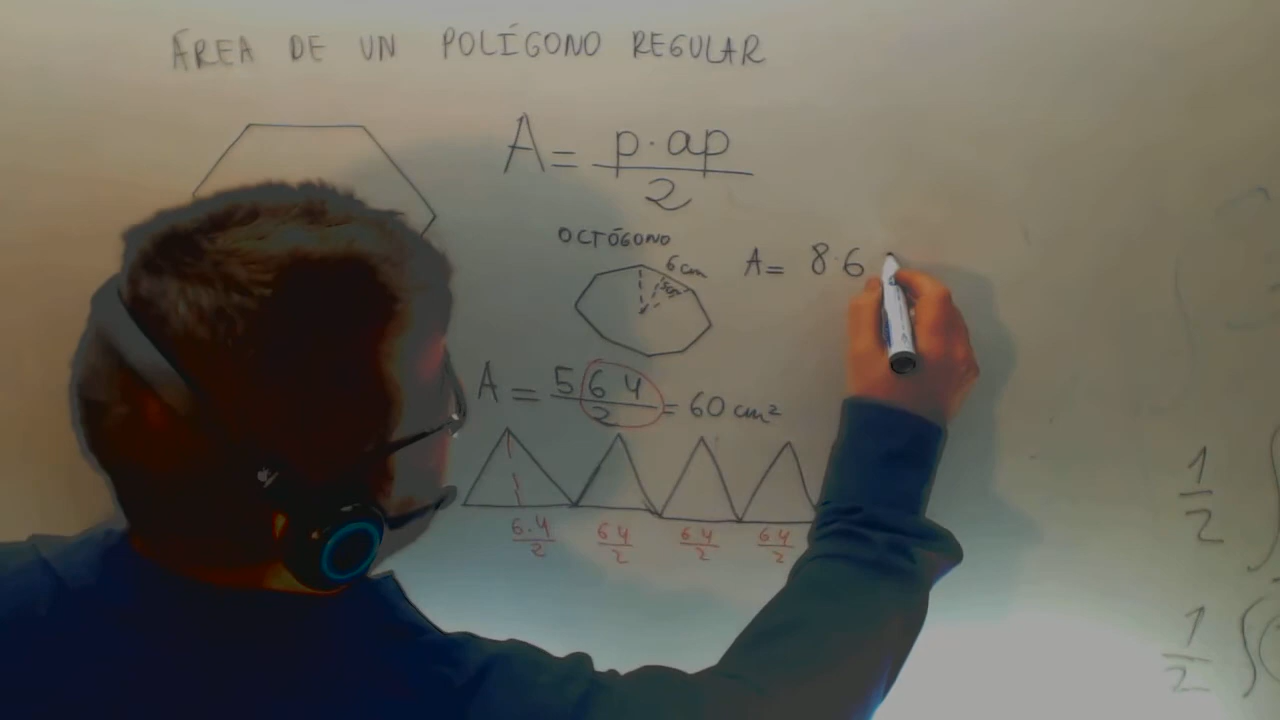 ÁREA DE UN POLÍGONO REGULAR
A = p·ap / 2
OCTÓGONO
6cm
5cm
A = 8·6
A = 5 6 4 / 2 = 60 cm²
6·4 / 2
6 4 / 2
6 4 / 2
6 4 / 2
1 / 2 ∫
1 / 2 ∫